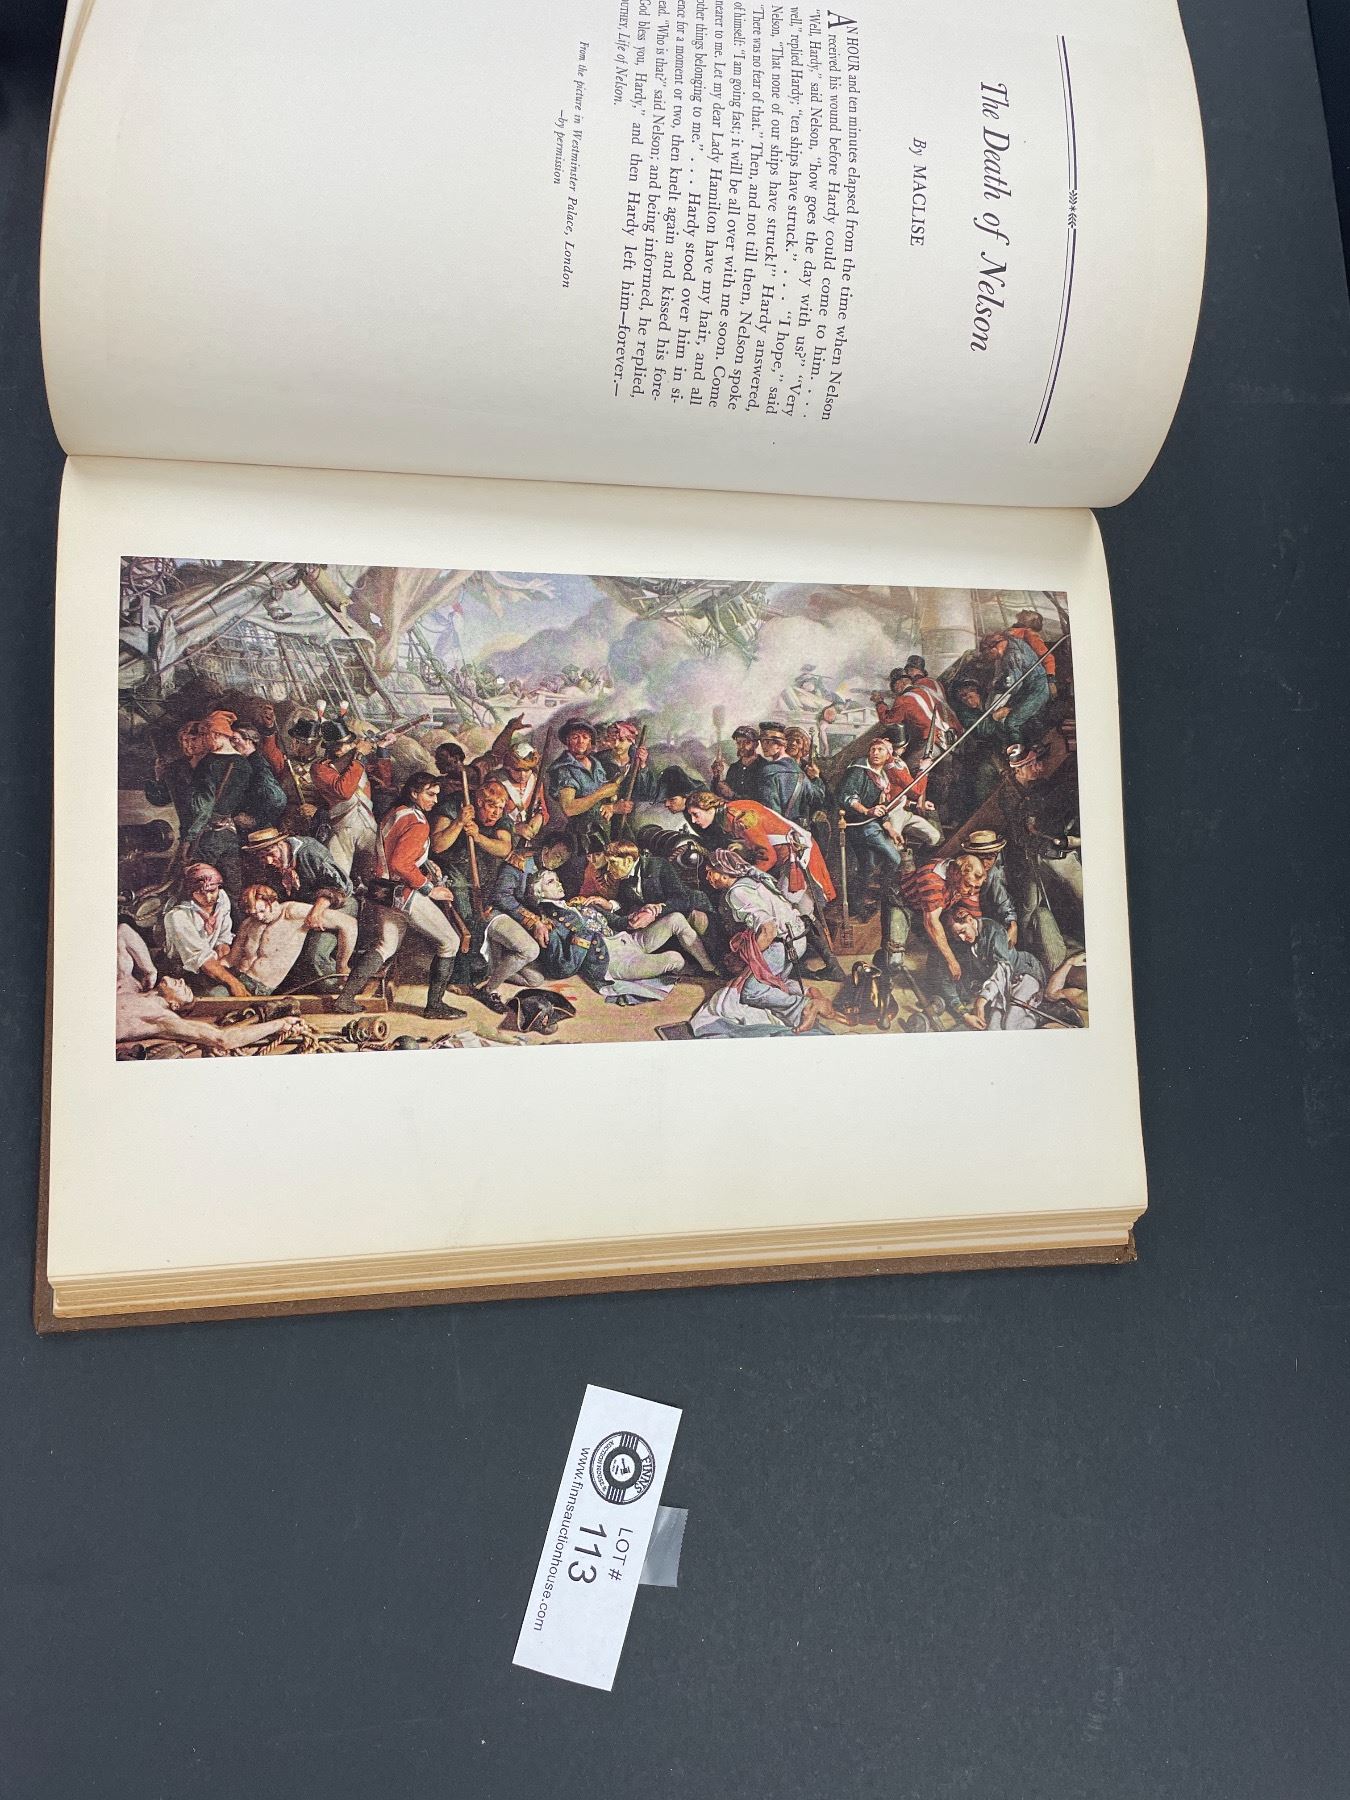 The Death of Nelson
By MACLISE
AN HOUR and ten minutes elapsed from the time when Nelson
received his wound before Hardy could come to him. . . .
"Well, Hardy," said Nelson, "how goes the day with us?" "Very
well," replied Hardy; "ten ships have struck." . . . "I hope," said
Nelson, "That none of our ships have struck!" Hardy answered,
"There was no fear of that." Then, and not till then, Nelson spoke
of himself: "I am going fast; it will be all over with me soon. Come
nearer to me. Let my dear Lady Hamilton have my hair, and all
other things belonging to me." . . . Hardy stood over him in si-
ence for a moment or two, then knelt again and kissed his fore-
ead. "Who is that?" said Nelson; and being informed, he replied,
God bless you, Hardy," and then Hardy left him—forever.—
OUTHEY, Life of Nelson.
From the picture in Westminster Palace, London
—by permission
FINNS
AUCTION HOUSE
LOT #
113
www.finnsauctionhouse.com